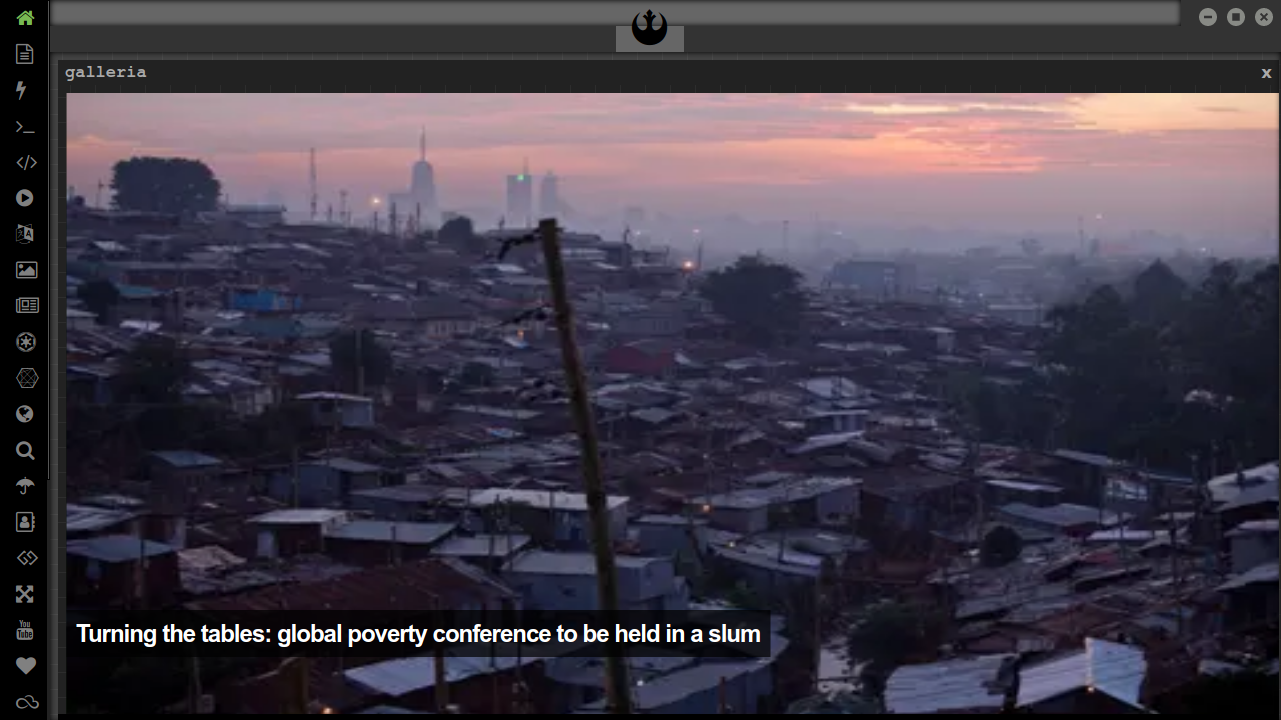 galleria
x
Turning the tables: global poverty conference to be held in a slum
You
Tube